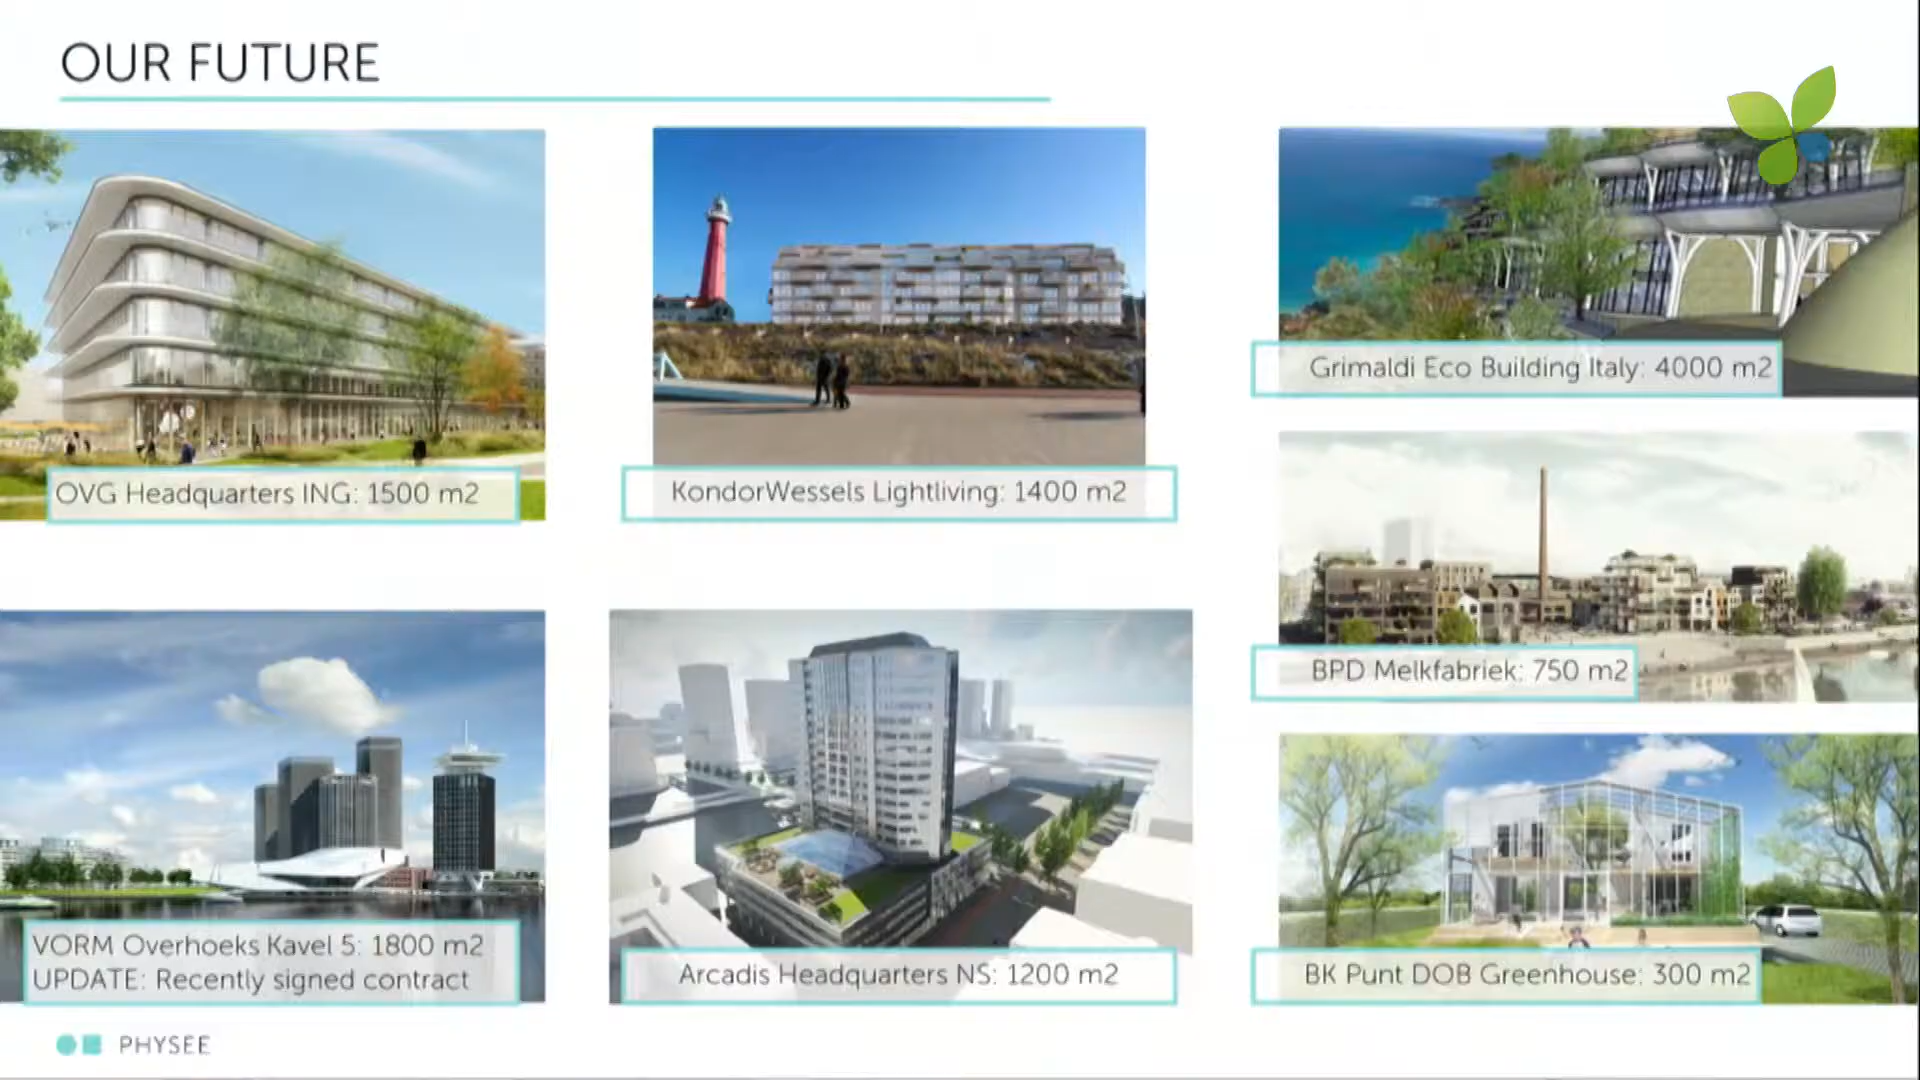 OUR FUTURE
OVG Headquarters ING: 1500 m2
KondorWessels Lightliving: 1400 m2
Grimaldi Eco Building Italy: 4000 m2
BPD Melkfabriek: 750 m2
VORM Overhoeks Kavel 5: 1800 m2
UPDATE: Recently signed contract
Arcadis Headquarters NS: 1200 m2
BK Punt DOB Greenhouse: 300 m2
PHYSEE